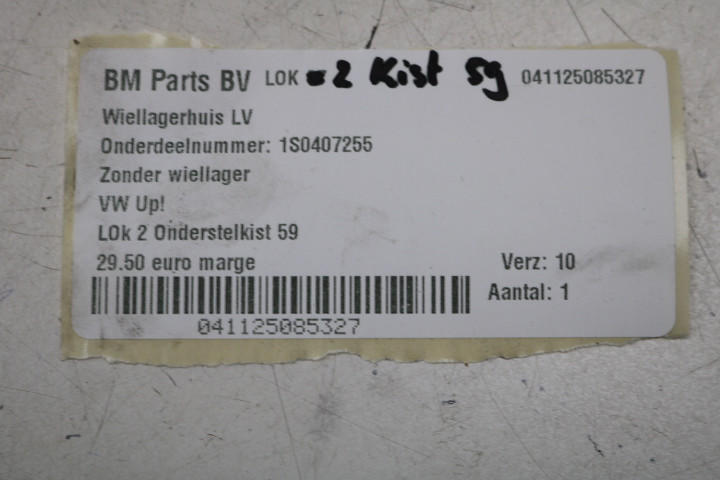 BM Parts BV LOK 2 Kist 59 041125085327
Wiellagerhuis LV
Onderdeelnummer: 1S0407255
Zonder wiellager
VW Up!
LOk 2 Onderstelkist 59
29.50 euro marge Verz: 10
Aantal: 1
041125085327